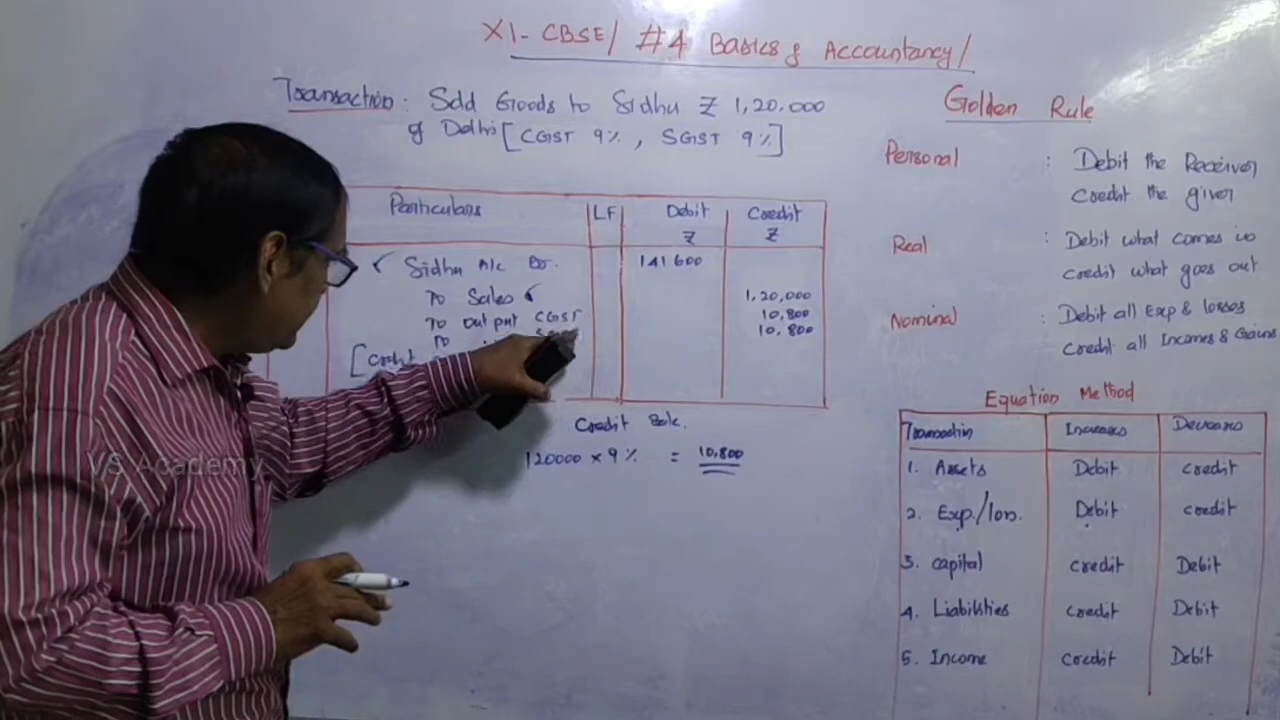 XI- CBSE/ #4 Basics of Accountancy/
Transaction: Sold Goods to Sidhu ₹ 1,20.000
of Delhi [CGST 9%, SGST 9%]
Particulars LF Debit ₹ Credit ₹
✓ Sidhu A/c Dr. 141600
To Sales ✓ 1,20,000
To output CGST 10,800
To 10,800
[Credit
Credit Sale.
120000 × 9% = 10,800
Golden Rule
Personal : Debit the Receiver
Credit the giver
Real : Debit what comes in
Credit what goes out
Nominal : Debit all Exp & losses
Credit all Incomes & Gains
Equation Method
Transaction Increases Decreases
1. Assets Debit credit
2. Exp./loss. Debit credit
3. capital credit Debit
4. Liabilities credit Debit
5. Income credit Debit
VS Academy